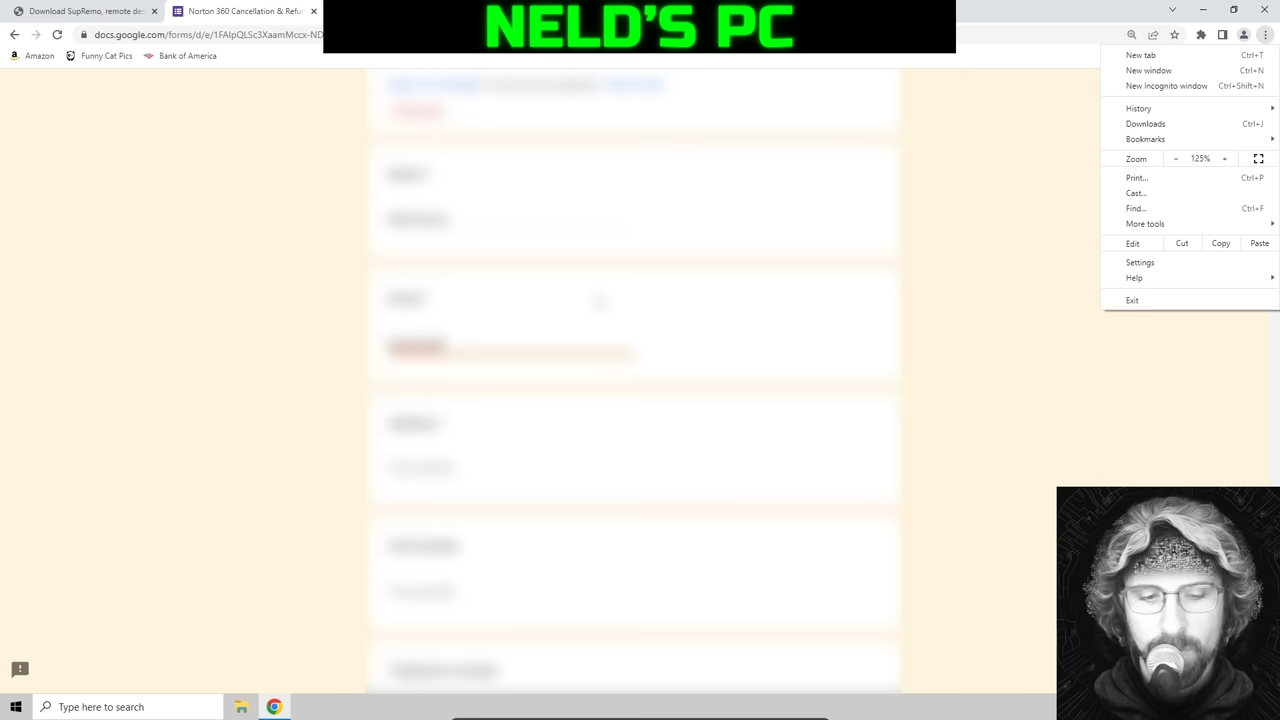 NELD'S PC
Download SupRemo, remote des
Norton 360 Cancellation & Refu
docs.google.com/forms/d/e/1FAIpQLSc3XaamMccx-ND
Amazon
Funny Cat Pics
Bank of America
New tab Ctrl+T
New window Ctrl+N
New Incognito window Ctrl+Shift+N
History
Downloads Ctrl+J
Bookmarks
Zoom - 125% +
Print... Ctrl+P
Cast...
Find... Ctrl+F
More tools
Edit Cut Copy Paste
Settings
Help
Exit
Type here to search